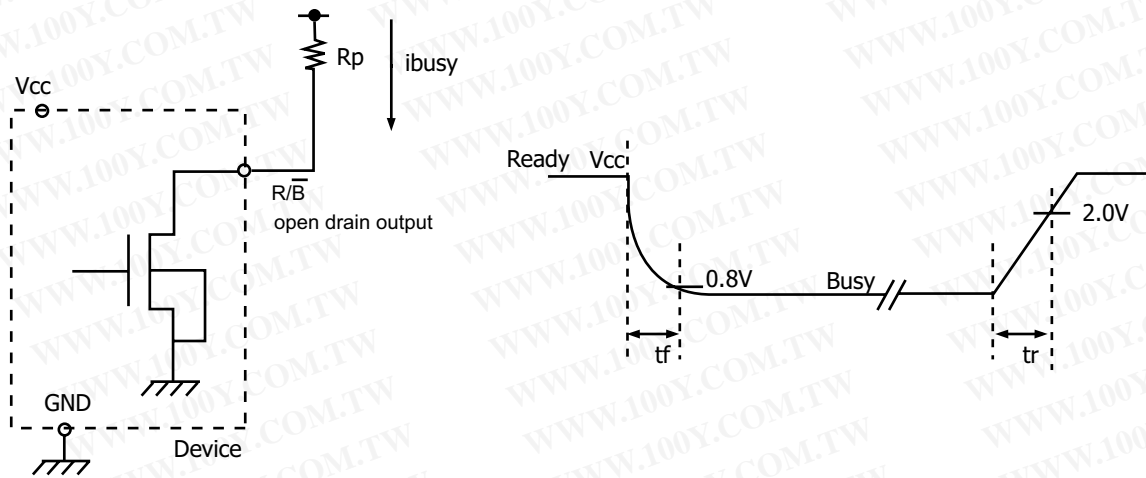 Rp
ibusy
Vcc
R/B̅
open drain output
GND
Device
Ready Vcc
0.8V
Busy
2.0V
tf
tr
WWW.100Y.COM.TW